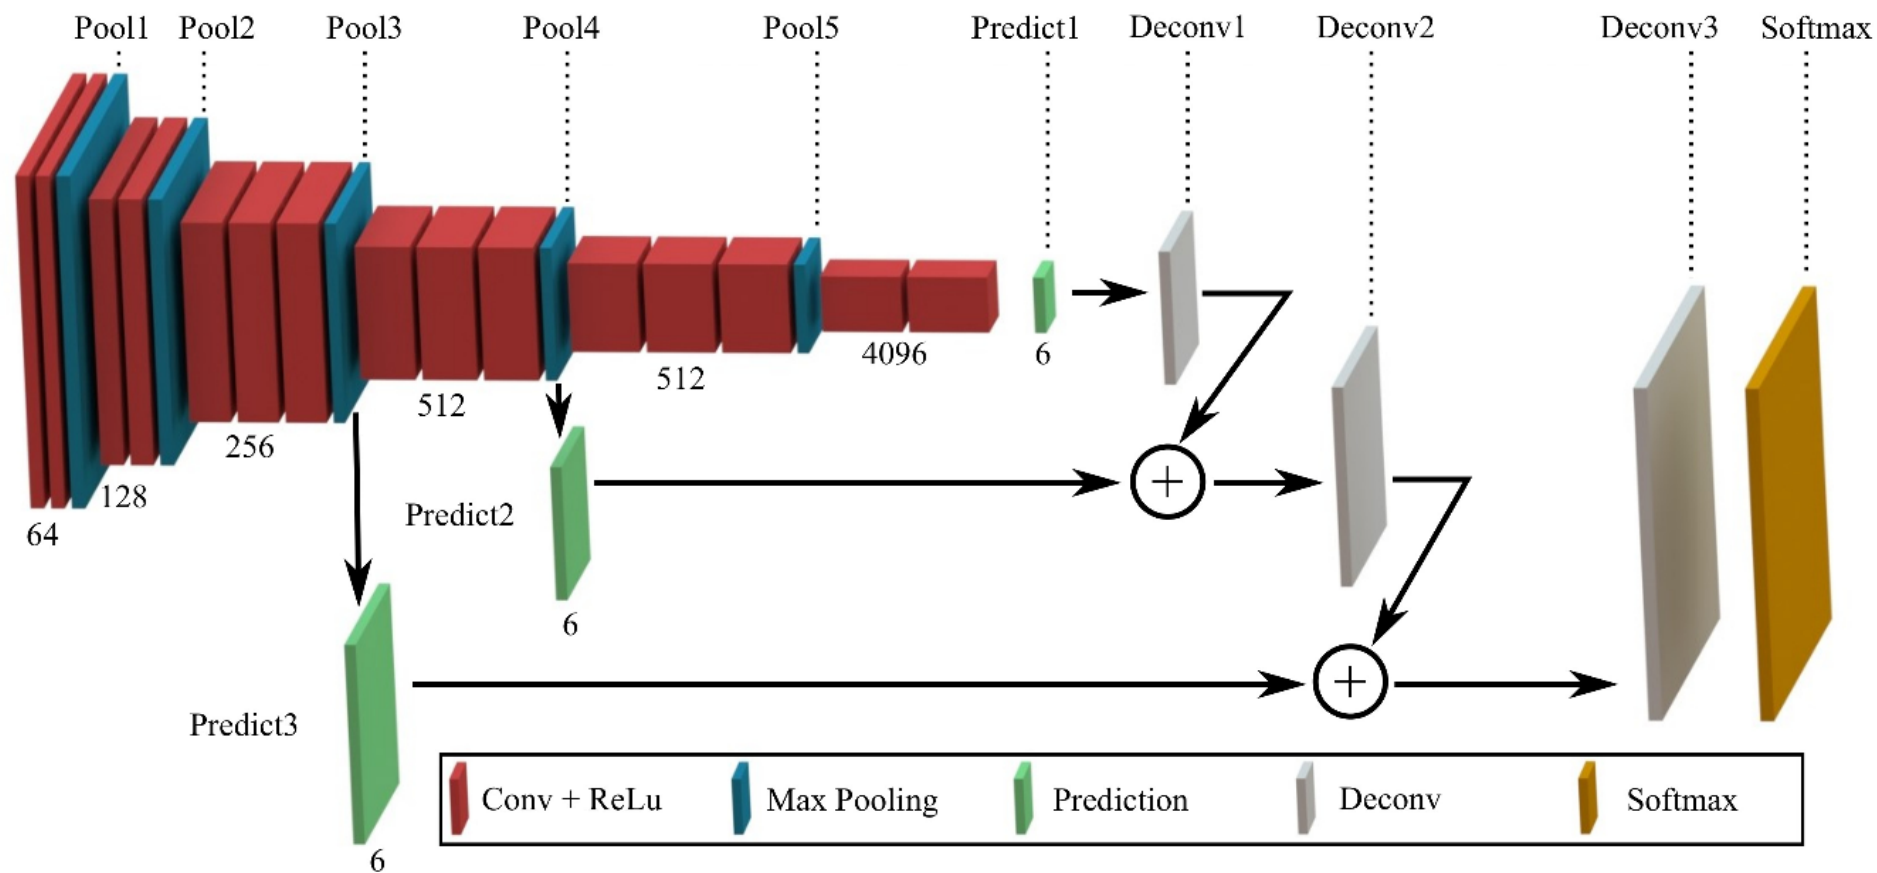 Pool1 Pool2 Pool3 Pool4 Pool5 Predict1 Deconv1 Deconv2 Deconv3 Softmax
64
128
256
512
512
4096
6
Predict2
6
+
Predict3
6
+
Conv + ReLu Max Pooling Prediction Deconv Softmax